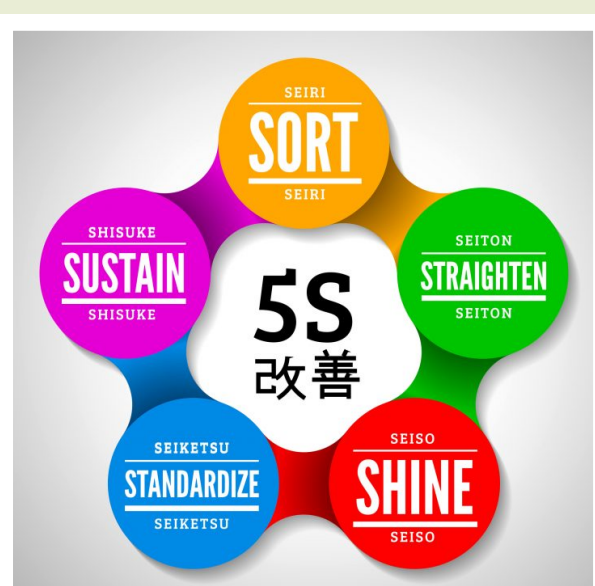 SEIRI
SORT
SEIRI
SEITON
STRAIGHTEN
SEITON
SEISO
SHINE
SEISO
SEIKETSU
STANDARDIZE
SEIKETSU
SHISUKE
SUSTAIN
SHISUKE
5S
改善